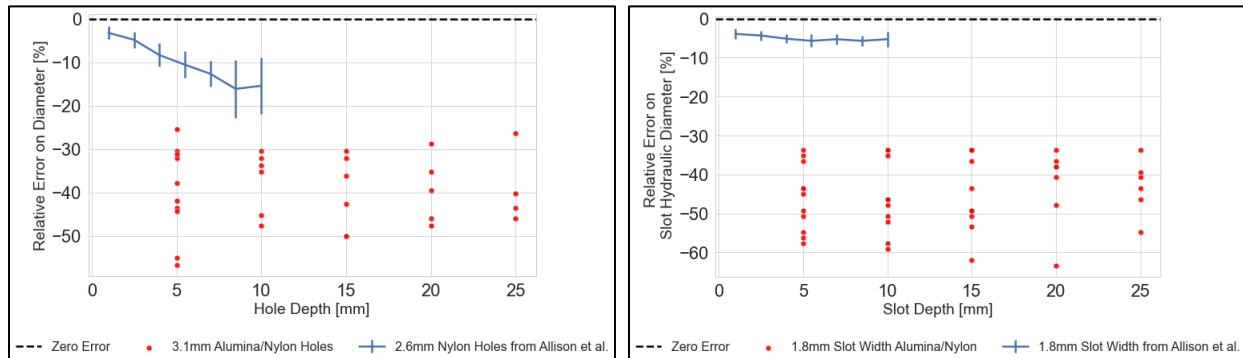 0
−10
−20
−30
−40
−50
Relative Error on Diameter [%]
0
5
10
15
20
25
Hole Depth [mm]
Zero Error
3.1mm Alumina/Nylon Holes
2.6mm Nylon Holes from Allison et al.
0
−10
−20
−30
−40
−50
−60
Relative Error on
Slot Hydraulic Diameter [%]
0
5
10
15
20
25
Slot Depth [mm]
Zero Error
1.8mm Slot Width Alumina/Nylon
1.8mm Slot Width from Allison et al.